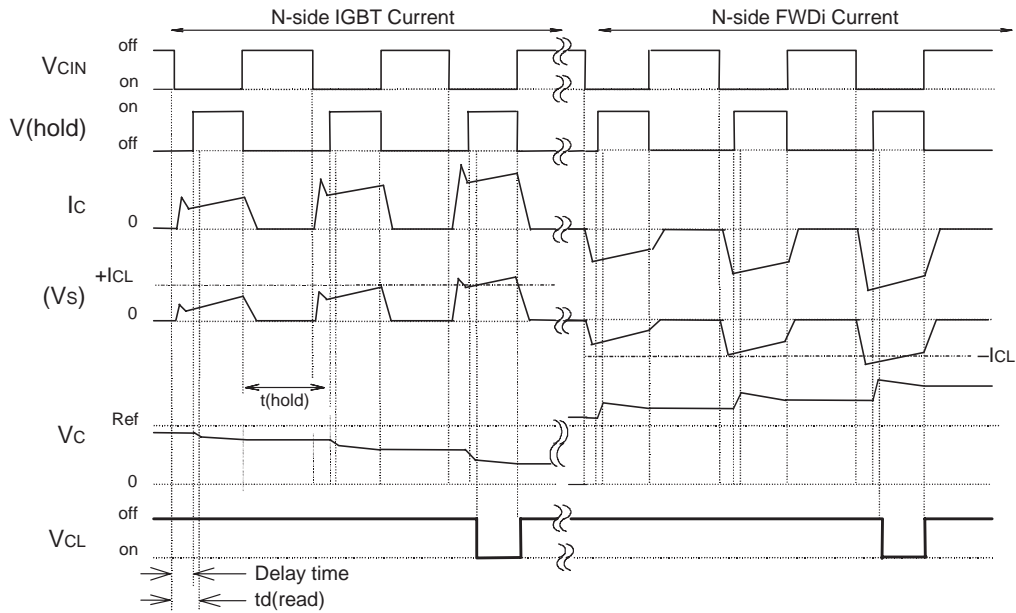 N-side IGBT Current
N-side FWDi Current
VCIN
off
on
V(hold)
on
off
IC
0
+ICL
(VS)
0
–ICL
t(hold)
Ref
VC
0
off
VCL
on
Delay time
td(read)